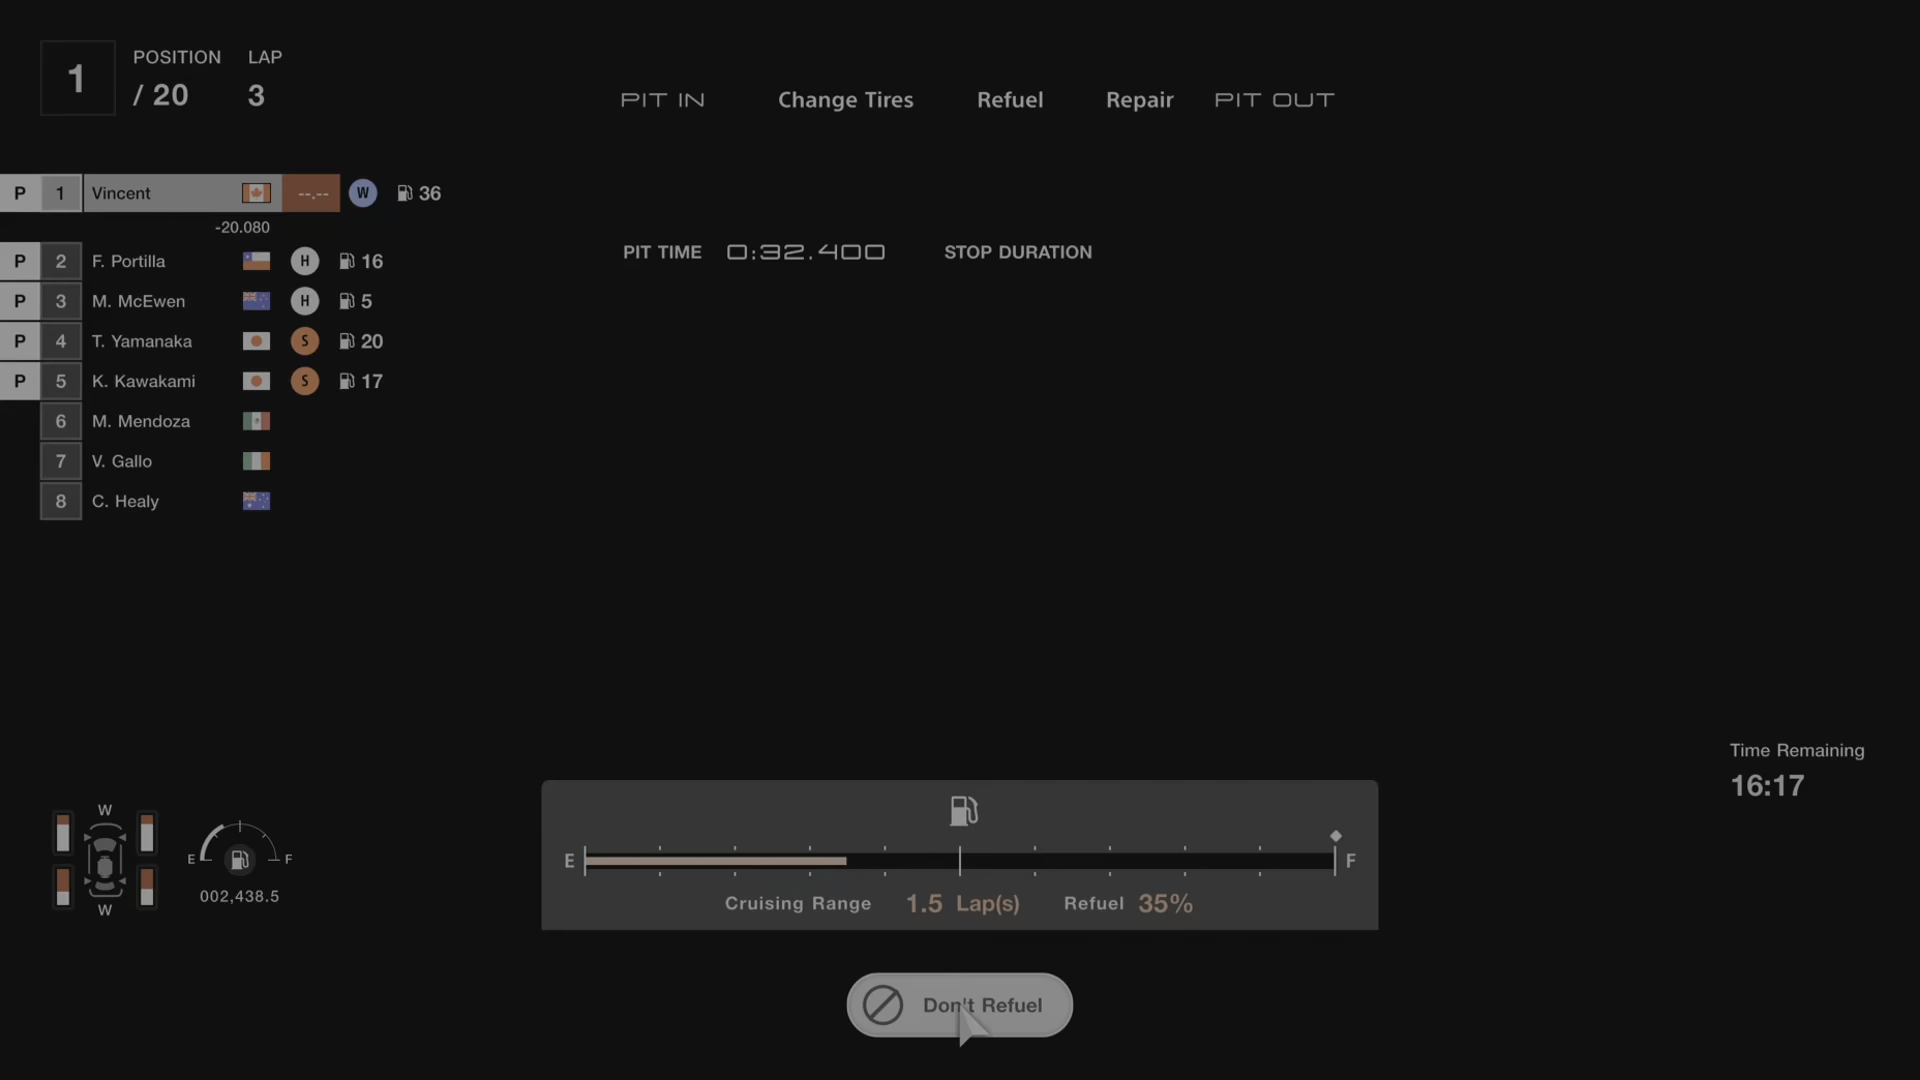 1
POSITION LAP
/ 20 3
PIT IN Change Tires Refuel Repair PIT OUT
P 1 Vincent --.-- W 36
-20.080
P 2 F. Portilla H 16
P 3 M. McEwen H 5
P 4 T. Yamanaka S 20
P 5 K. Kawakami S 17
6 M. Mendoza
7 V. Gallo
8 C. Healy
PIT TIME 0:32.400 STOP DURATION
Time Remaining
16:17
W
W
E F
002,438.5
E F
Cruising Range 1.5 Lap(s) Refuel 35%
Don't Refuel